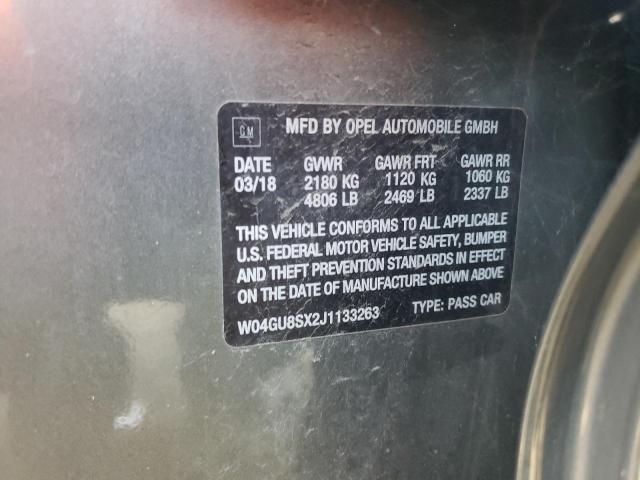 GM MFD BY OPEL AUTOMOBILE GMBH
DATE GVWR GAWR FRT GAWR RR
03/18 2180 KG 1120 KG 1060 KG
4806 LB 2469 LB 2337 LB
THIS VEHICLE CONFORMS TO ALL APPLICABLE
U.S. FEDERAL MOTOR VEHICLE SAFETY, BUMPER
AND THEFT PREVENTION STANDARDS IN EFFECT
ON THE DATE OF MANUFACTURE SHOWN ABOVE
W04GU8SX2J1133263 TYPE: PASS CAR